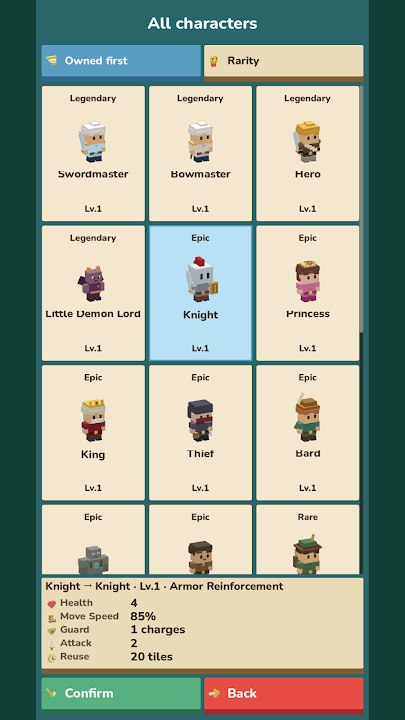 All characters
Owned first
Rarity
Legendary
Legendary
Legendary
Swordmaster
Bowmaster
Hero
Lv.1
Lv.1
Lv.1
Legendary
Epic
Epic
Little Demon Lord
Knight
Princess
Lv.1
Lv.1
Lv.1
Epic
Epic
Epic
King
Thief
Bard
Lv.1
Lv.1
Lv.1
Epic
Epic
Rare
Knight → Knight · Lv.1 · Armor Reinforcement
Health 4
Move Speed 85%
Guard 1 charges
Attack 2
Reuse 20 tiles
Confirm
Back